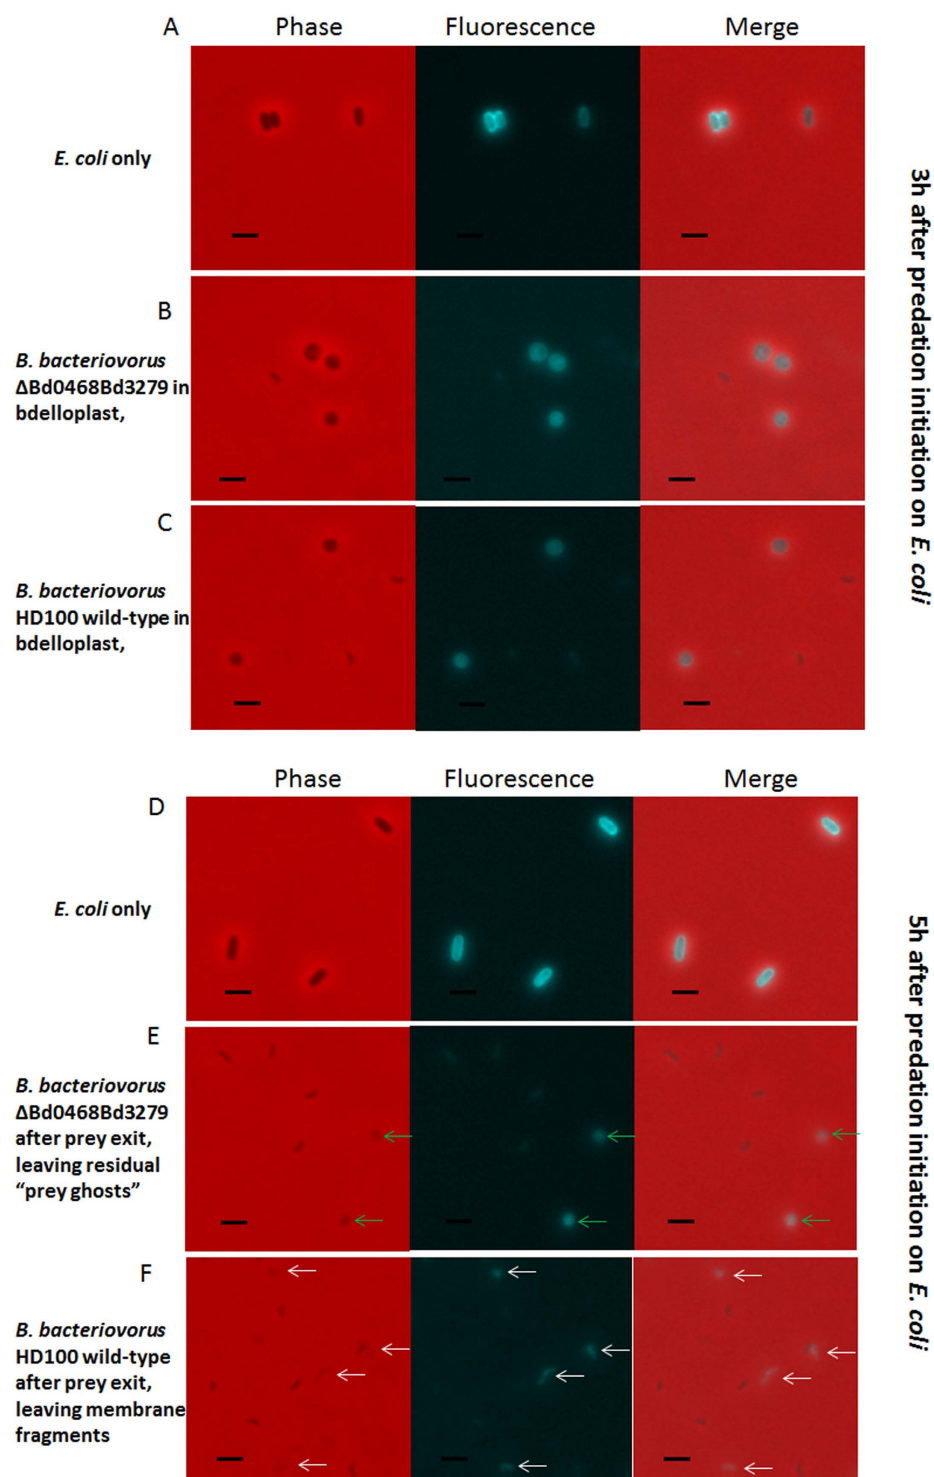 A Phase Fluorescence Merge
E. coli only
B
B. bacteriovorus
ΔBd0468Bd3279 in
bdelloplast,
C
B. bacteriovorus
HD100 wild-type in
bdelloplast,
3h after predation initiation on E. coli
Phase Fluorescence Merge
D
E. coli only
E
B. bacteriovorus
ΔBd0468Bd3279
after prey exit,
leaving residual
“prey ghosts”
F
B. bacteriovorus
HD100 wild-type
after prey exit,
leaving membrane
fragments
5h after predation initiation on E. coli